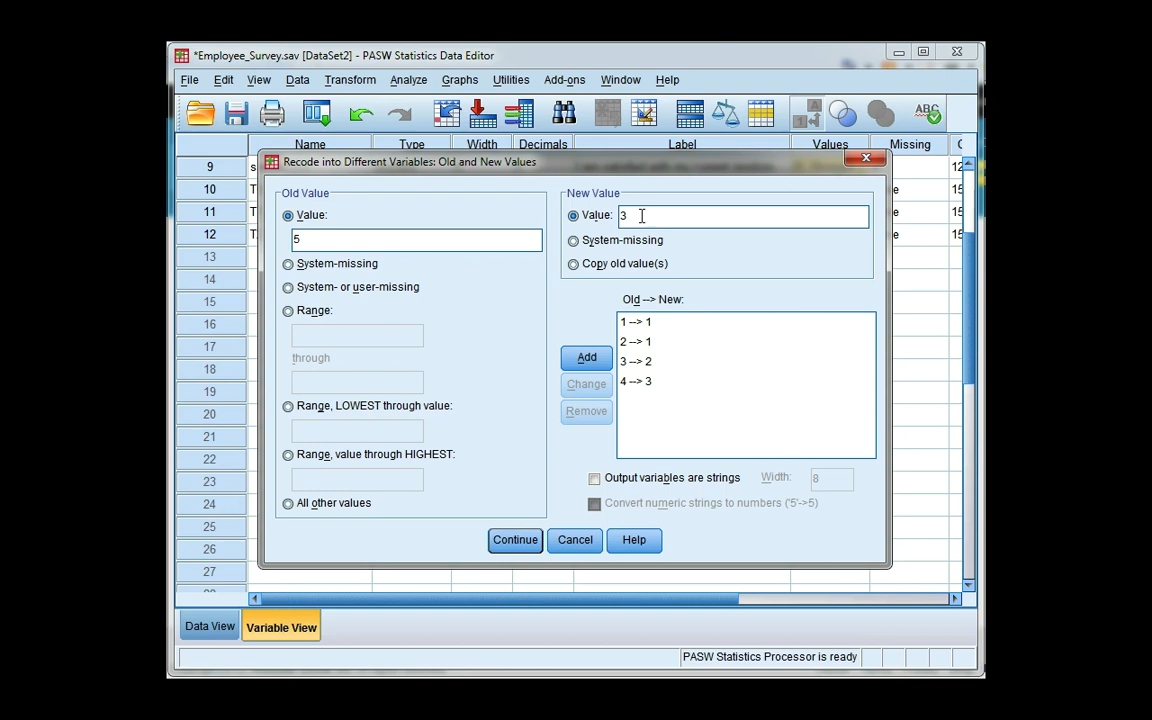 *Employee_Survey.sav [DataSet2] - PASW Statistics Data Editor
File Edit View Data Transform Analyze Graphs Utilities Add-ons Window Help
A
1
ABC
Name Type Width Decimals Label Values Missing C
Recode into Different Variables: Old and New Values
9 s 12
10 T e 15
11 T e 15
12 T e 15
13
14
15
16
17
18
19
20
21
22
23
24
25
26
27
Old Value
Value:
5
System-missing
System- or user-missing
Range:
through
Range, LOWEST through value:
Range, value through HIGHEST:
All other values
New Value
Value: 3
System-missing
Copy old value(s)
Old --> New:
1 --> 1
2 --> 1
3 --> 2
4 --> 3
Add
Change
Remove
Output variables are strings Width: 8
Convert numeric strings to numbers ('5'->5)
Continue Cancel Help
Data View Variable View
PASW Statistics Processor is ready